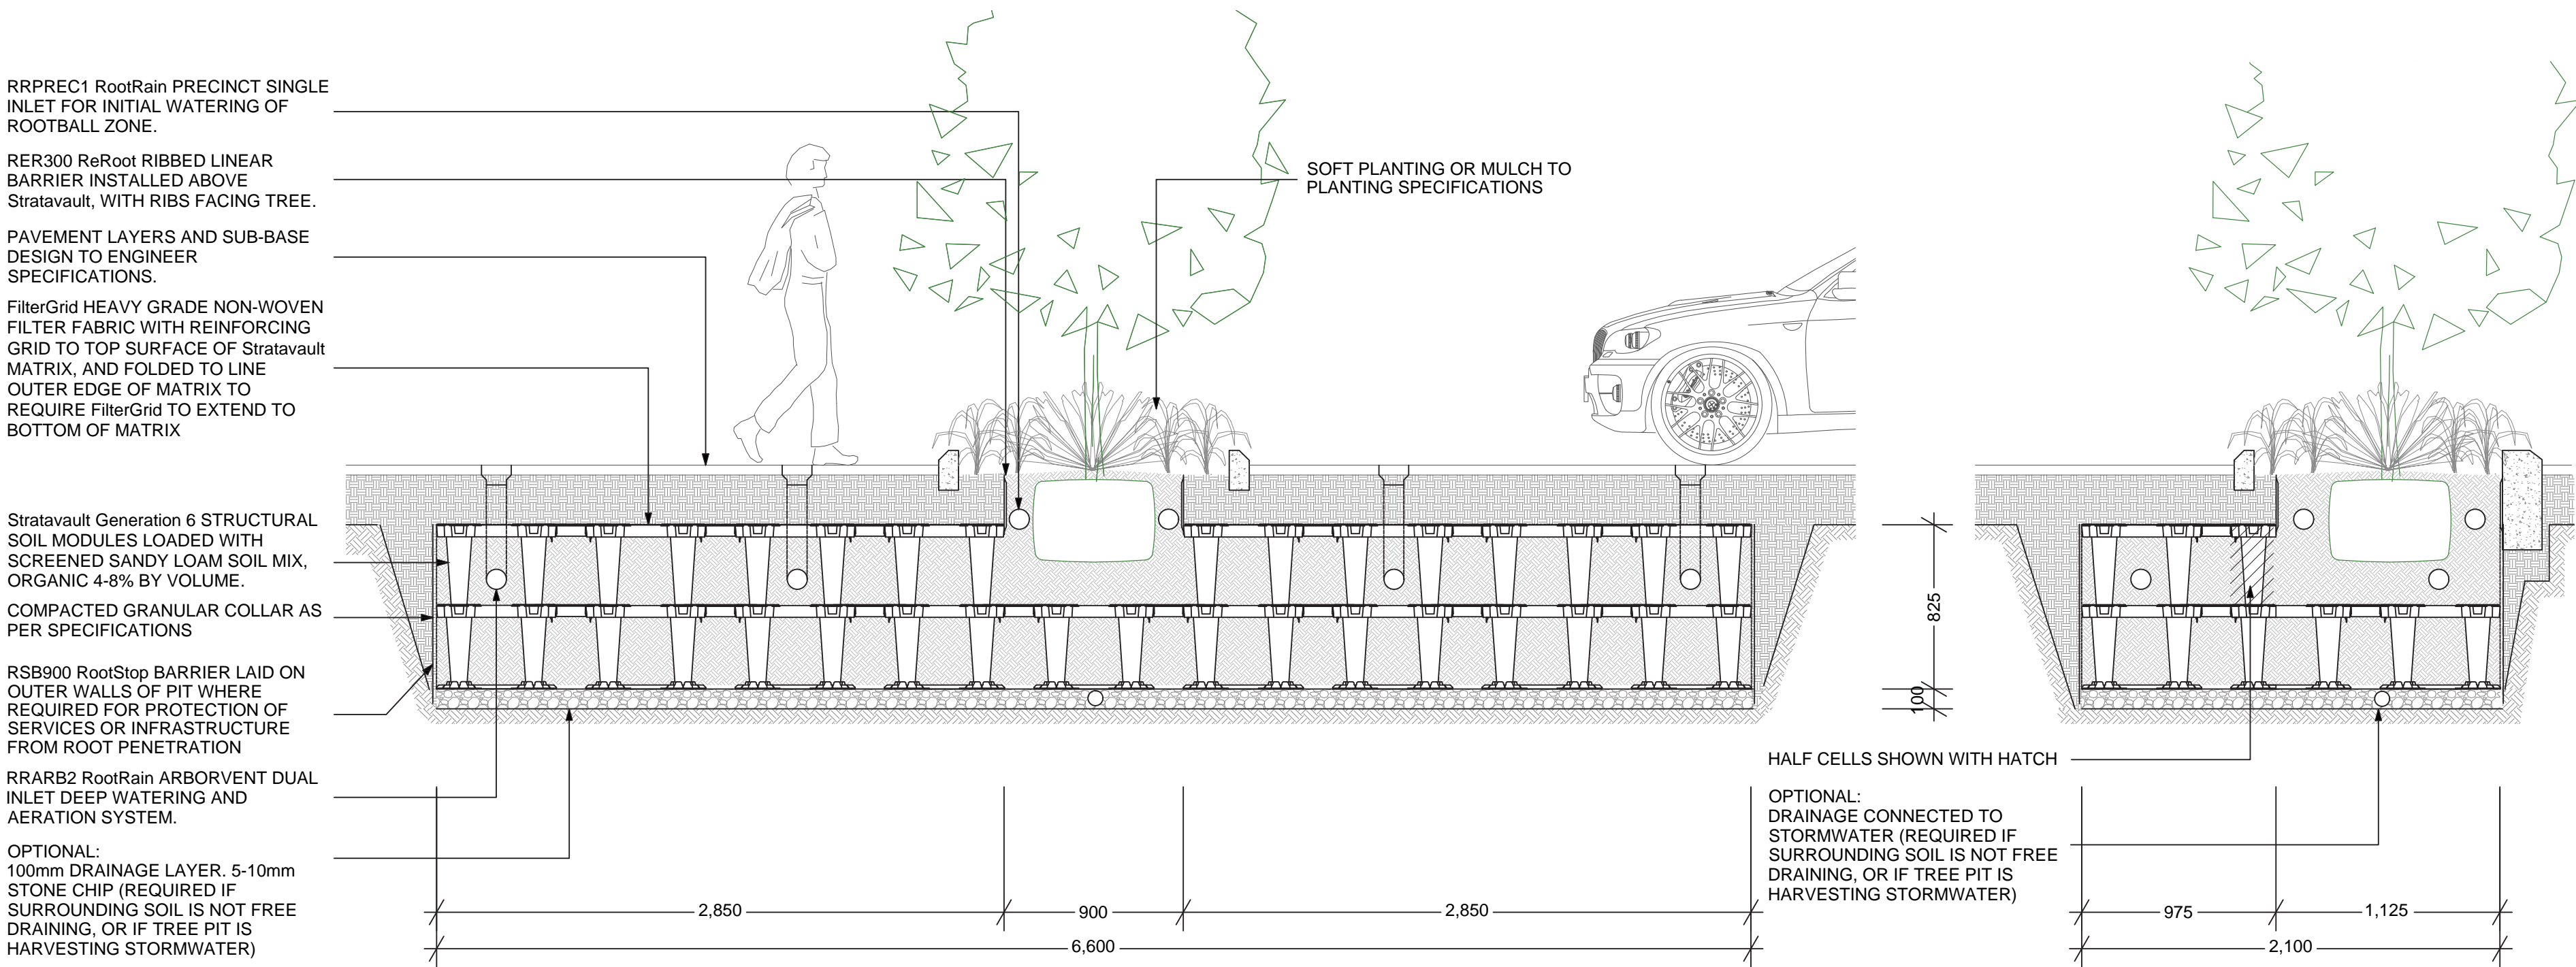 RRPREC1 RootRain PRECINCT SINGLE
INLET FOR INITIAL WATERING OF
ROOTBALL ZONE.
RER300 ReRoot RIBBED LINEAR
BARRIER INSTALLED ABOVE
Stratavault, WITH RIBS FACING TREE.
PAVEMENT LAYERS AND SUB-BASE
DESIGN TO ENGINEER
SPECIFICATIONS.
FilterGrid HEAVY GRADE NON-WOVEN
FILTER FABRIC WITH REINFORCING
GRID TO TOP SURFACE OF Stratavault
MATRIX, AND FOLDED TO LINE
OUTER EDGE OF MATRIX TO
REQUIRE FilterGrid TO EXTEND TO
BOTTOM OF MATRIX
Stratavault Generation 6 STRUCTURAL
SOIL MODULES LOADED WITH
SCREENED SANDY LOAM SOIL MIX,
ORGANIC 4-8% BY VOLUME.
COMPACTED GRANULAR COLLAR AS
PER SPECIFICATIONS
RSB900 RootStop BARRIER LAID ON
OUTER WALLS OF PIT WHERE
REQUIRED FOR PROTECTION OF
SERVICES OR INFRASTRUCTURE
FROM ROOT PENETRATION
RRARB2 RootRain ARBORVENT DUAL
INLET DEEP WATERING AND
AERATION SYSTEM.
OPTIONAL:
100mm DRAINAGE LAYER. 5-10mm
STONE CHIP (REQUIRED IF
SURROUNDING SOIL IS NOT FREE
DRAINING, OR IF TREE PIT IS
HARVESTING STORMWATER)
SOFT PLANTING OR MULCH TO
PLANTING SPECIFICATIONS
825
100
HALF CELLS SHOWN WITH HATCH
OPTIONAL:
DRAINAGE CONNECTED TO
STORMWATER (REQUIRED IF
SURROUNDING SOIL IS NOT FREE
DRAINING, OR IF TREE PIT IS
HARVESTING STORMWATER)
2,850
900
2,850
6,600
975
1,125
2,100